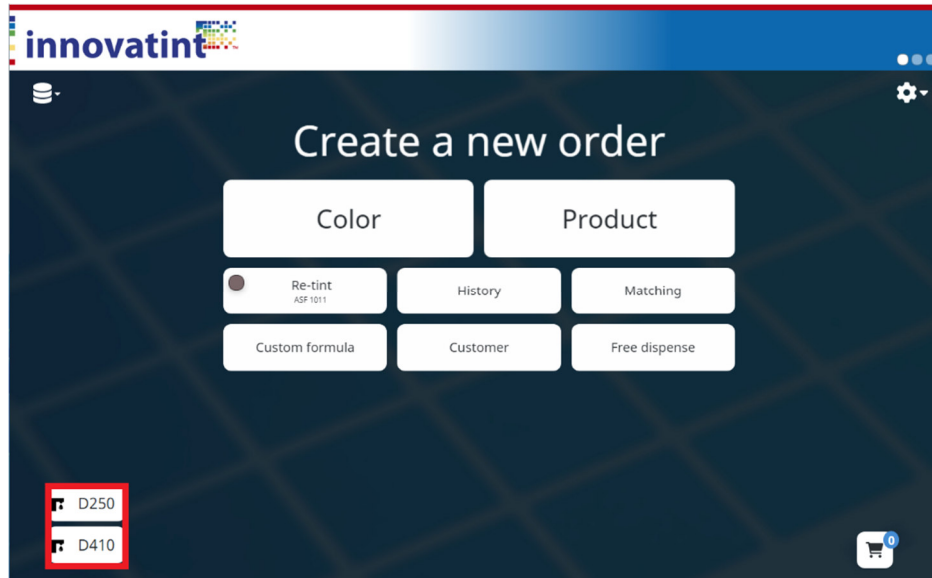 innovatint
Create a new order
Color
Product
Re-tint
ASF 1011
History
Matching
Custom formula
Customer
Free dispense
D250
D410
0